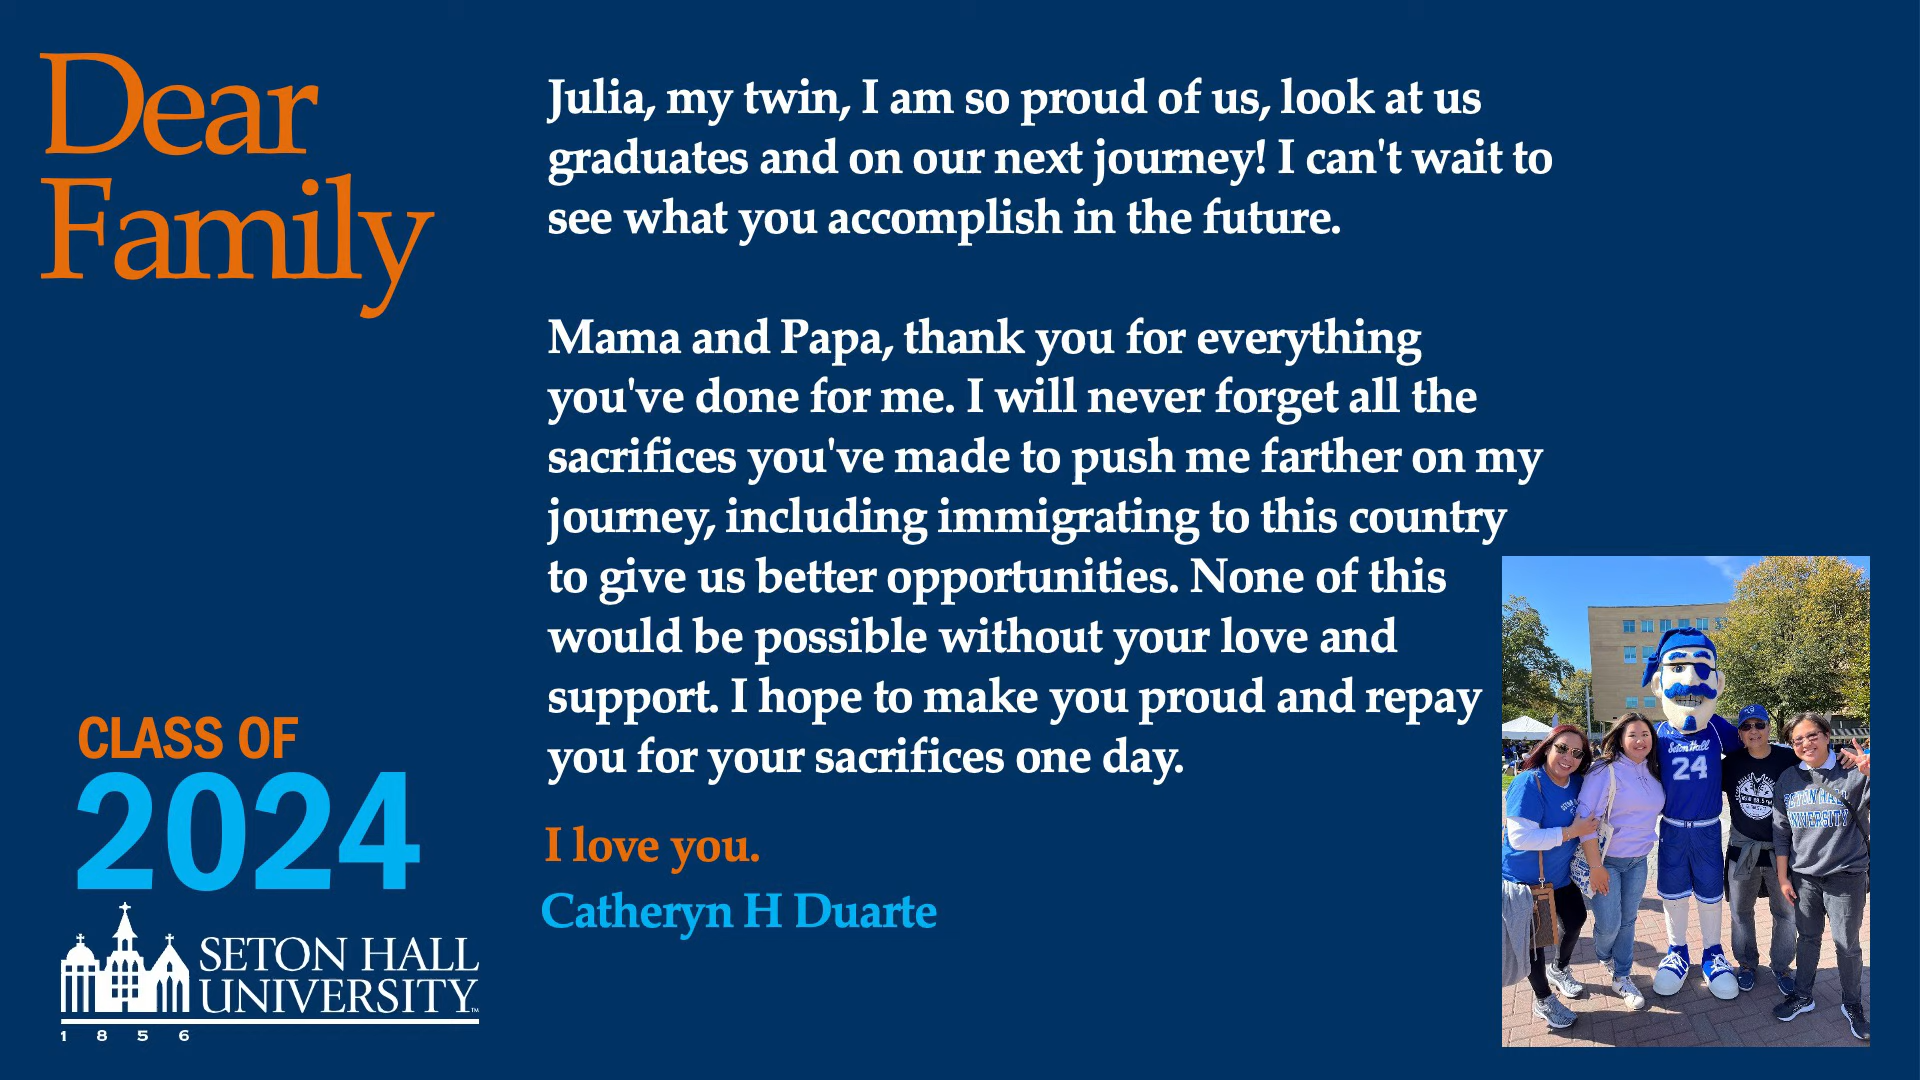 Dear
Family
Julia, my twin, I am so proud of us, look at us
graduates and on our next journey! I can't wait to
see what you accomplish in the future.
Mama and Papa, thank you for everything
you've done for me. I will never forget all the
sacrifices you've made to push me farther on my
journey, including immigrating to this country
to give us better opportunities. None of this
would be possible without your love and
support. I hope to make you proud and repay
you for your sacrifices one day.
I love you.
Catheryn H Duarte
CLASS OF
2024
SETON HALL
UNIVERSITY
1 8 5 6
Seton Hall
24
SETON HALL
UNIVERSITY